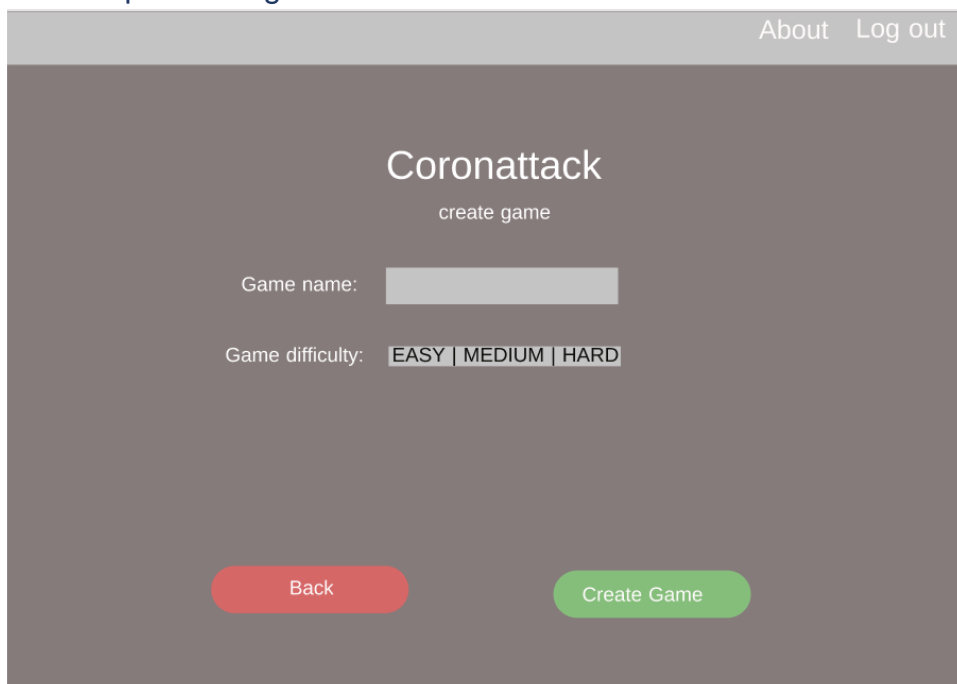 About Log out
Coronattack
create game
Game name:
Game difficulty: EASY | MEDIUM | HARD
Back
Create Game